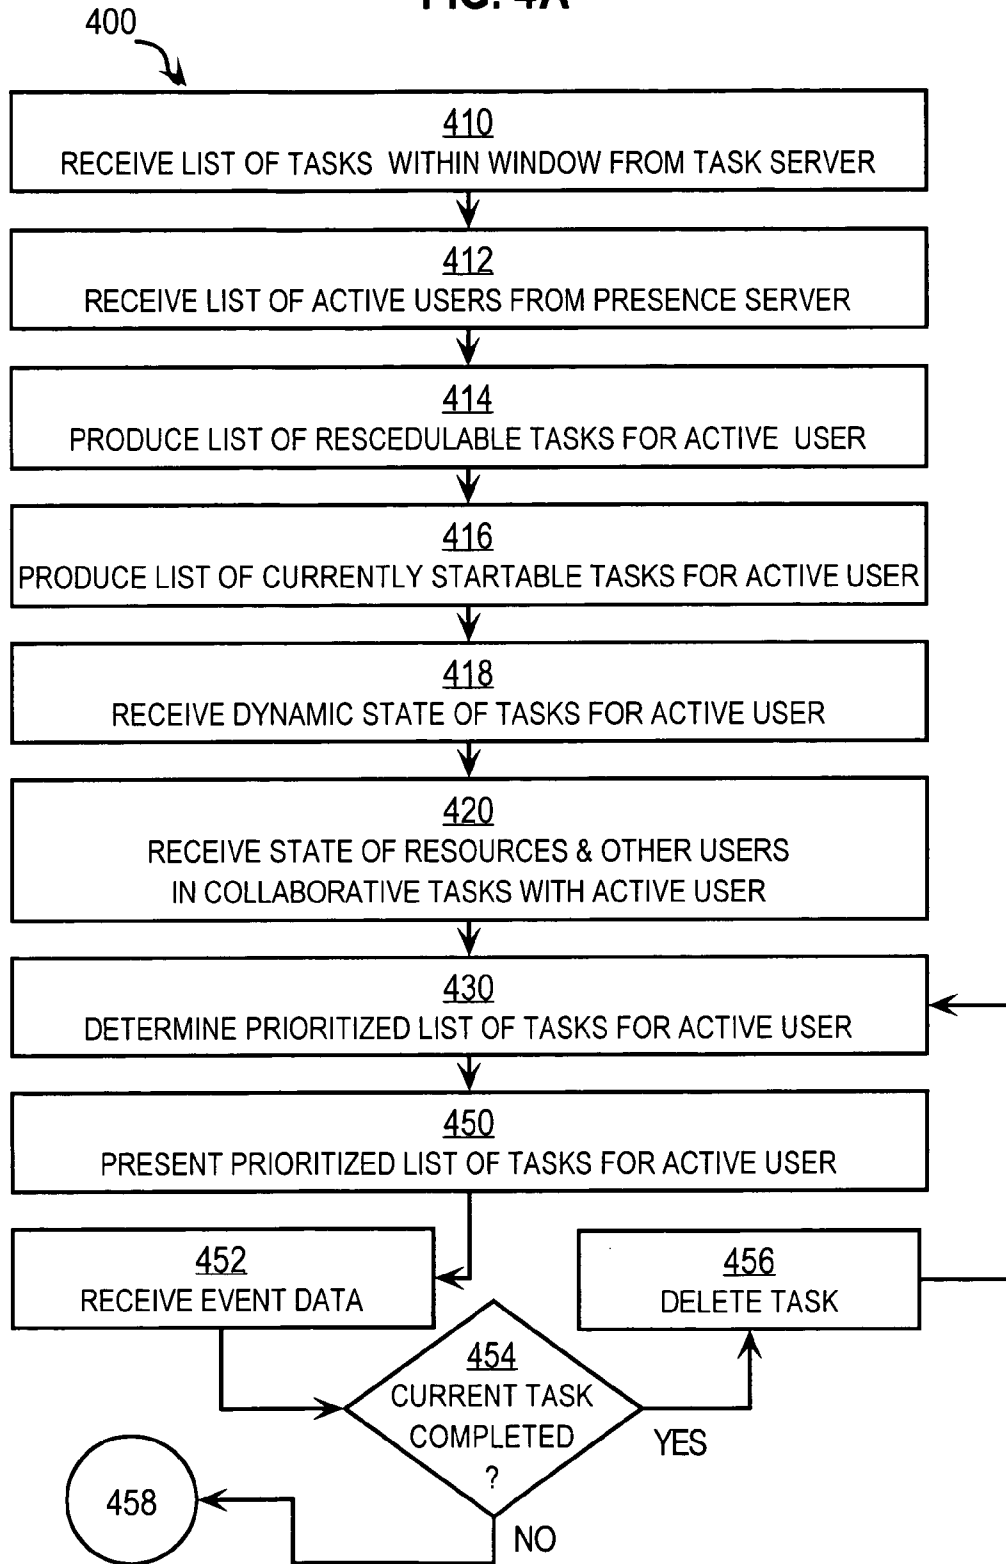 FIG. 4A
400
410
RECEIVE LIST OF TASKS WITHIN WINDOW FROM TASK SERVER
412
RECEIVE LIST OF ACTIVE USERS FROM PRESENCE SERVER
414
PRODUCE LIST OF RESCEDULABLE TASKS FOR ACTIVE USER
416
PRODUCE LIST OF CURRENTLY STARTABLE TASKS FOR ACTIVE USER
418
RECEIVE DYNAMIC STATE OF TASKS FOR ACTIVE USER
420
RECEIVE STATE OF RESOURCES & OTHER USERS
IN COLLABORATIVE TASKS WITH ACTIVE USER
430
DETERMINE PRIORITIZED LIST OF TASKS FOR ACTIVE USER
450
PRESENT PRIORITIZED LIST OF TASKS FOR ACTIVE USER
452
RECEIVE EVENT DATA
456
DELETE TASK
454
CURRENT TASK
COMPLETED
?
YES
458
NO